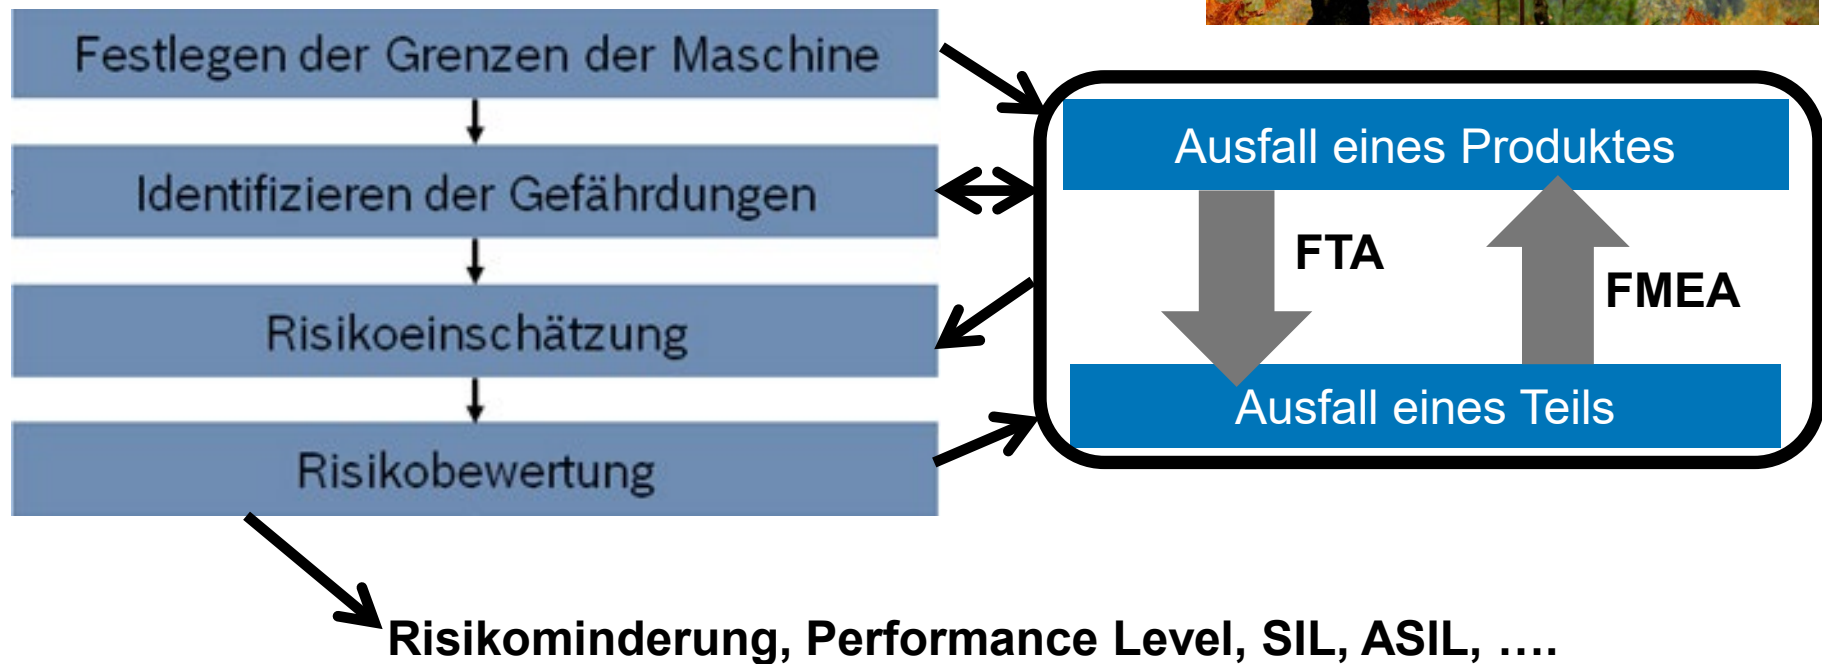 Festlegen der Grenzen der Maschine
Identifizieren der Gefährdungen
Risikoeinschätzung
Risikobewertung
Ausfall eines Produktes
FTA
FMEA
Ausfall eines Teils
Risikominderung, Performance Level, SIL, ASIL, ....